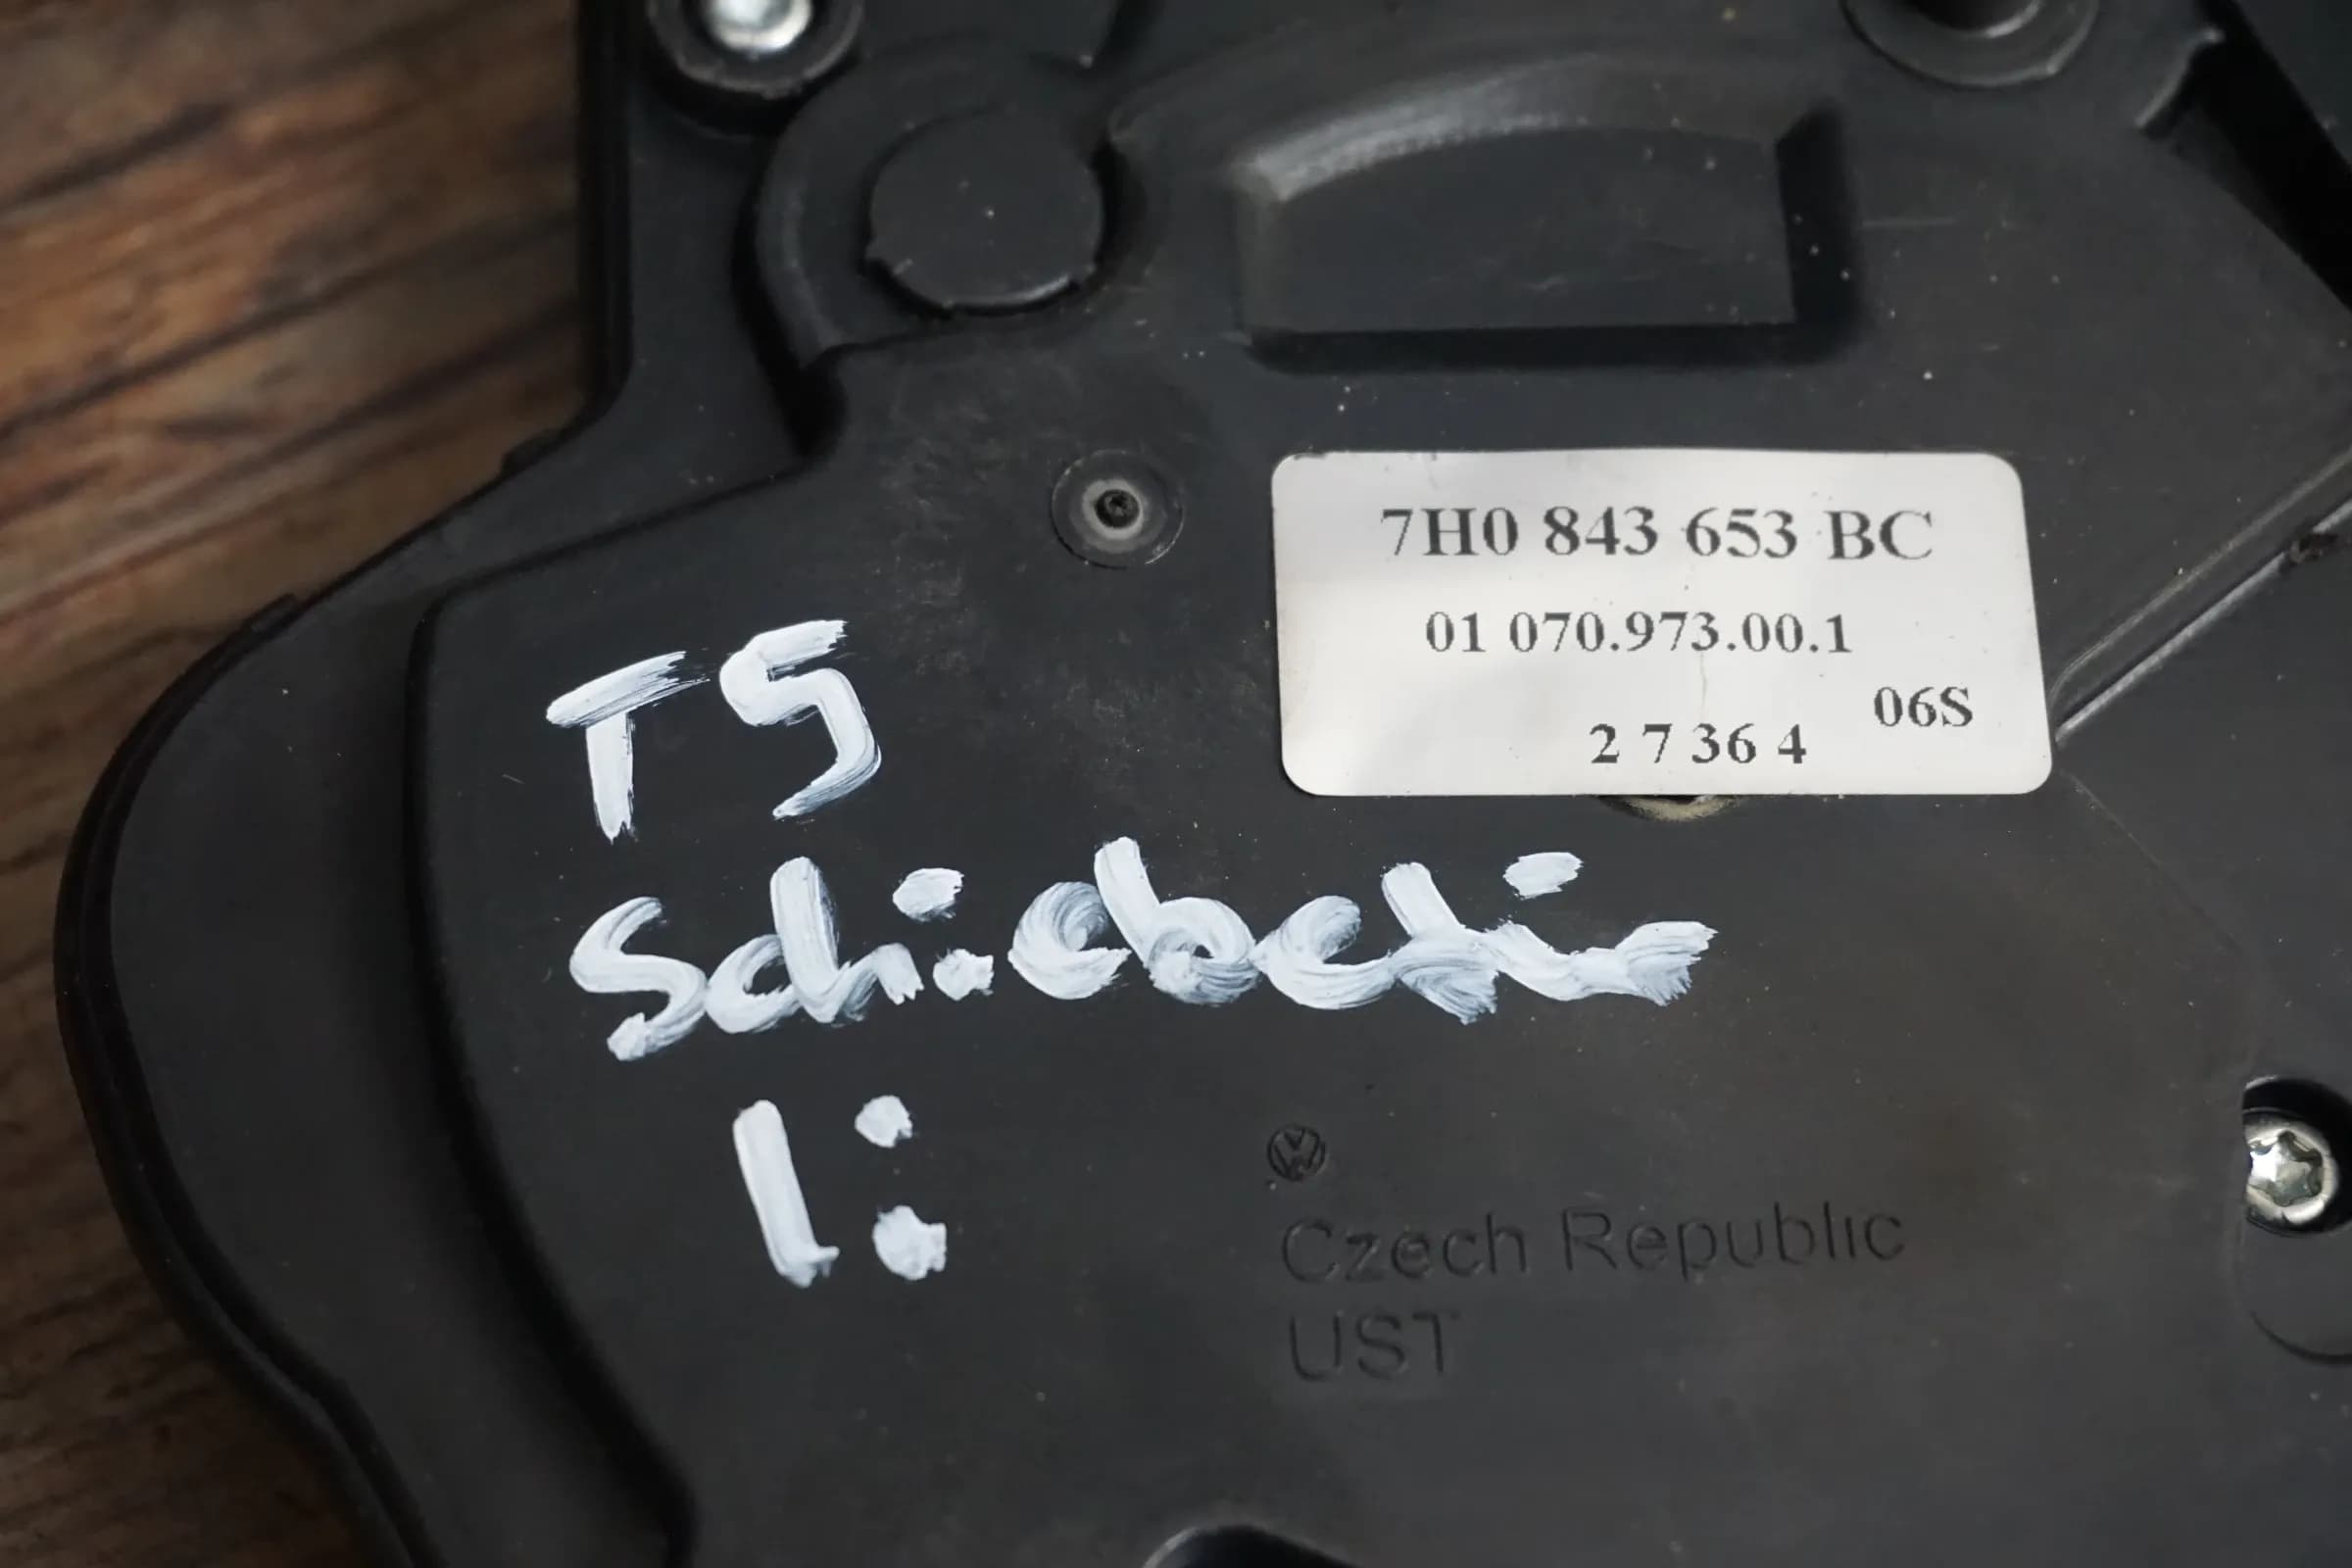 7H0 843 653 BC
01 070.973.00.1
06S
2 7 36 4
T5
Schiebetür
li
Czech Republic
UST